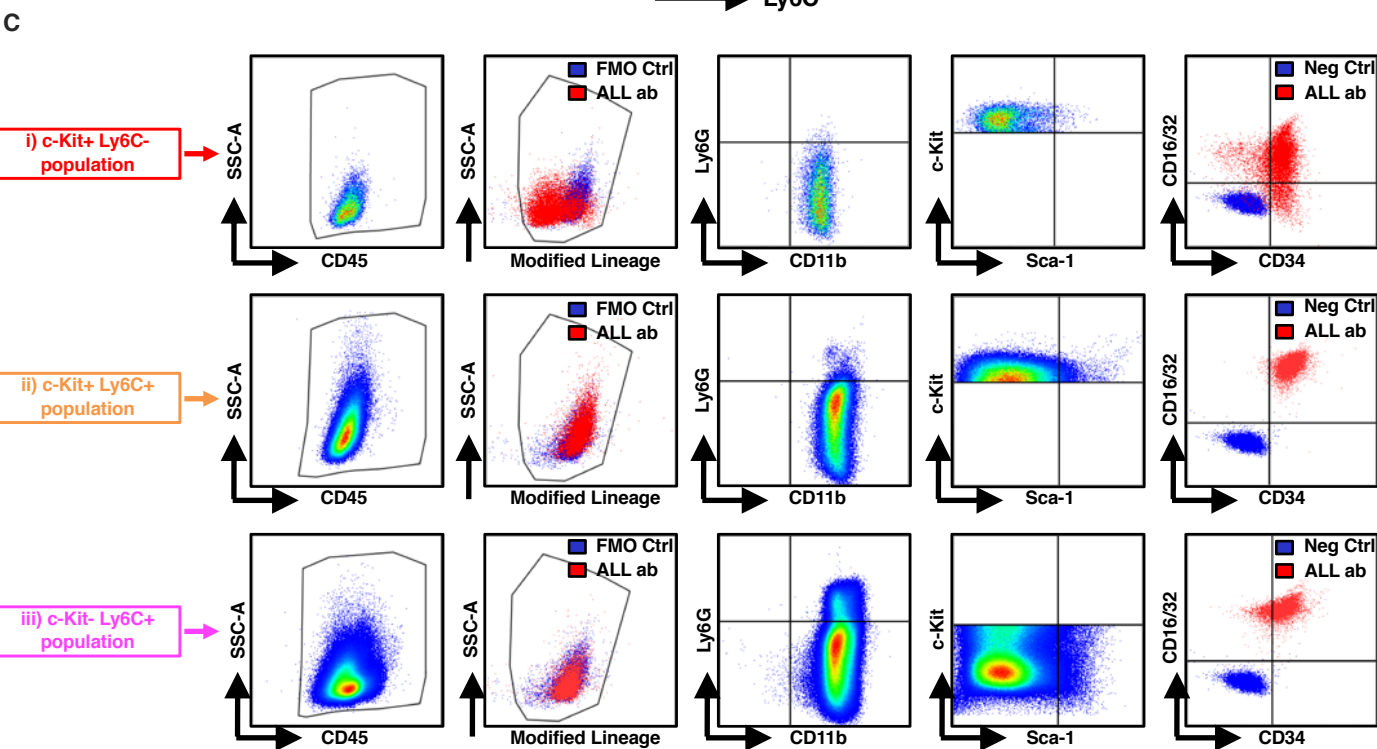 Ly6C
C
i) c-Kit+ Ly6C-
population
SSC-A
CD45
SSC-A
FMO Ctrl
ALL ab
Modified Lineage
Ly6G
CD11b
c-Kit
Sca-1
CD16/32
Neg Ctrl
ALL ab
CD34
ii) c-Kit+ Ly6C+
population
SSC-A
CD45
SSC-A
FMO Ctrl
ALL ab
Modified Lineage
Ly6G
CD11b
c-Kit
Sca-1
CD16/32
Neg Ctrl
ALL ab
CD34
iii) c-Kit- Ly6C+
population
SSC-A
CD45
SSC-A
FMO Ctrl
ALL ab
Modified Lineage
Ly6G
CD11b
c-Kit
Sca-1
CD16/32
Neg Ctrl
ALL ab
CD34